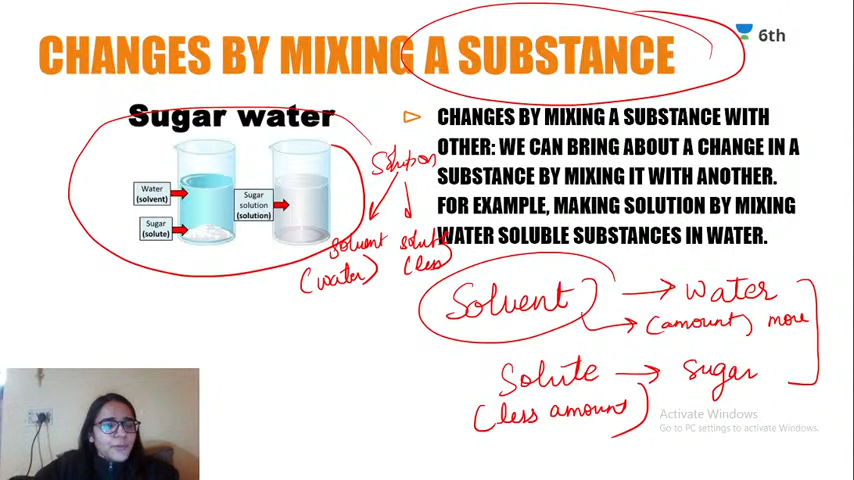 CHANGES BY MIXING A SUBSTANCE
6th
Sugar water
Water
(solvent)
Sugar
(solute)
Sugar
solution
(solution)
Solution
solvent solute
(water) (less)
CHANGES BY MIXING A SUBSTANCE WITH
OTHER: WE CAN BRING ABOUT A CHANGE IN A
SUBSTANCE BY MIXING IT WITH ANOTHER.
FOR EXAMPLE, MAKING SOLUTION BY MIXING
WATER SOLUBLE SUBSTANCES IN WATER.
Solvent → water
→ (amount) more
Solute → sugar
(less amount)
Activate Windows
Go to PC settings to activate Windows.